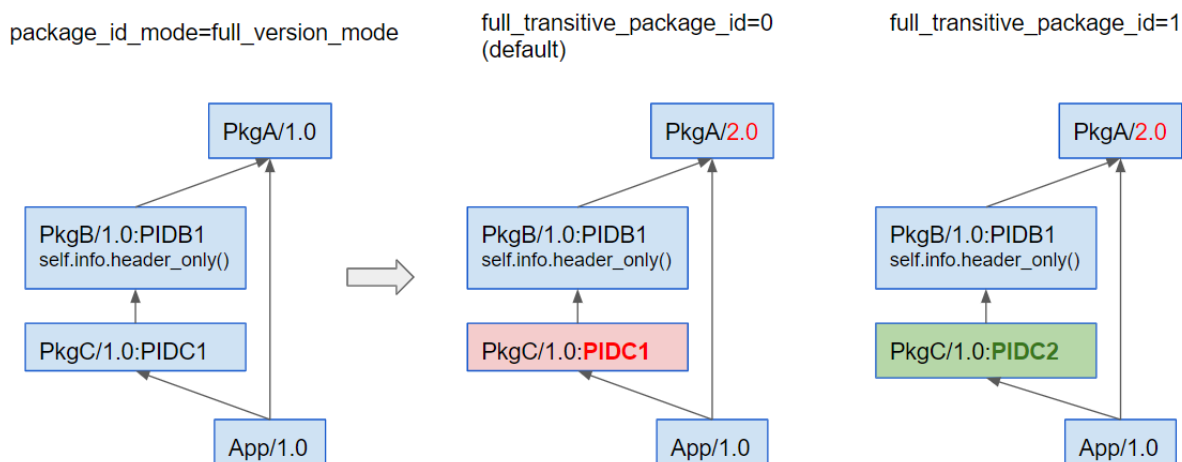 package_id_mode=full_version_mode
PkgA/1.0
PkgB/1.0:PIDB1
self.info.header_only()
PkgC/1.0:PIDC1
App/1.0
full_transitive_package_id=0
(default)
PkgA/2.0
PkgB/1.0:PIDB1
self.info.header_only()
PkgC/1.0:PIDC1
App/1.0
full_transitive_package_id=1
PkgA/2.0
PkgB/1.0:PIDB1
self.info.header_only()
PkgC/1.0:PIDC2
App/1.0